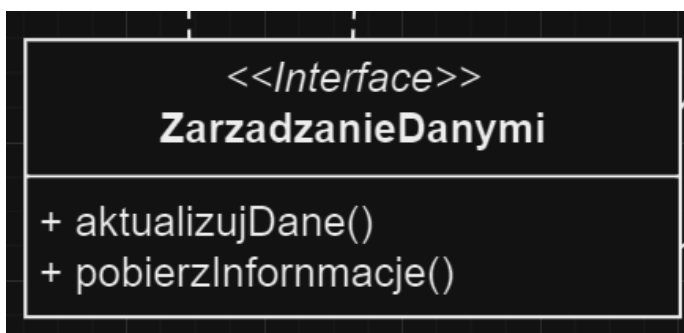 <<Interface>>
ZarzadzanieDanymi
+ aktualizujDane()
+ pobierzInfornmacje()